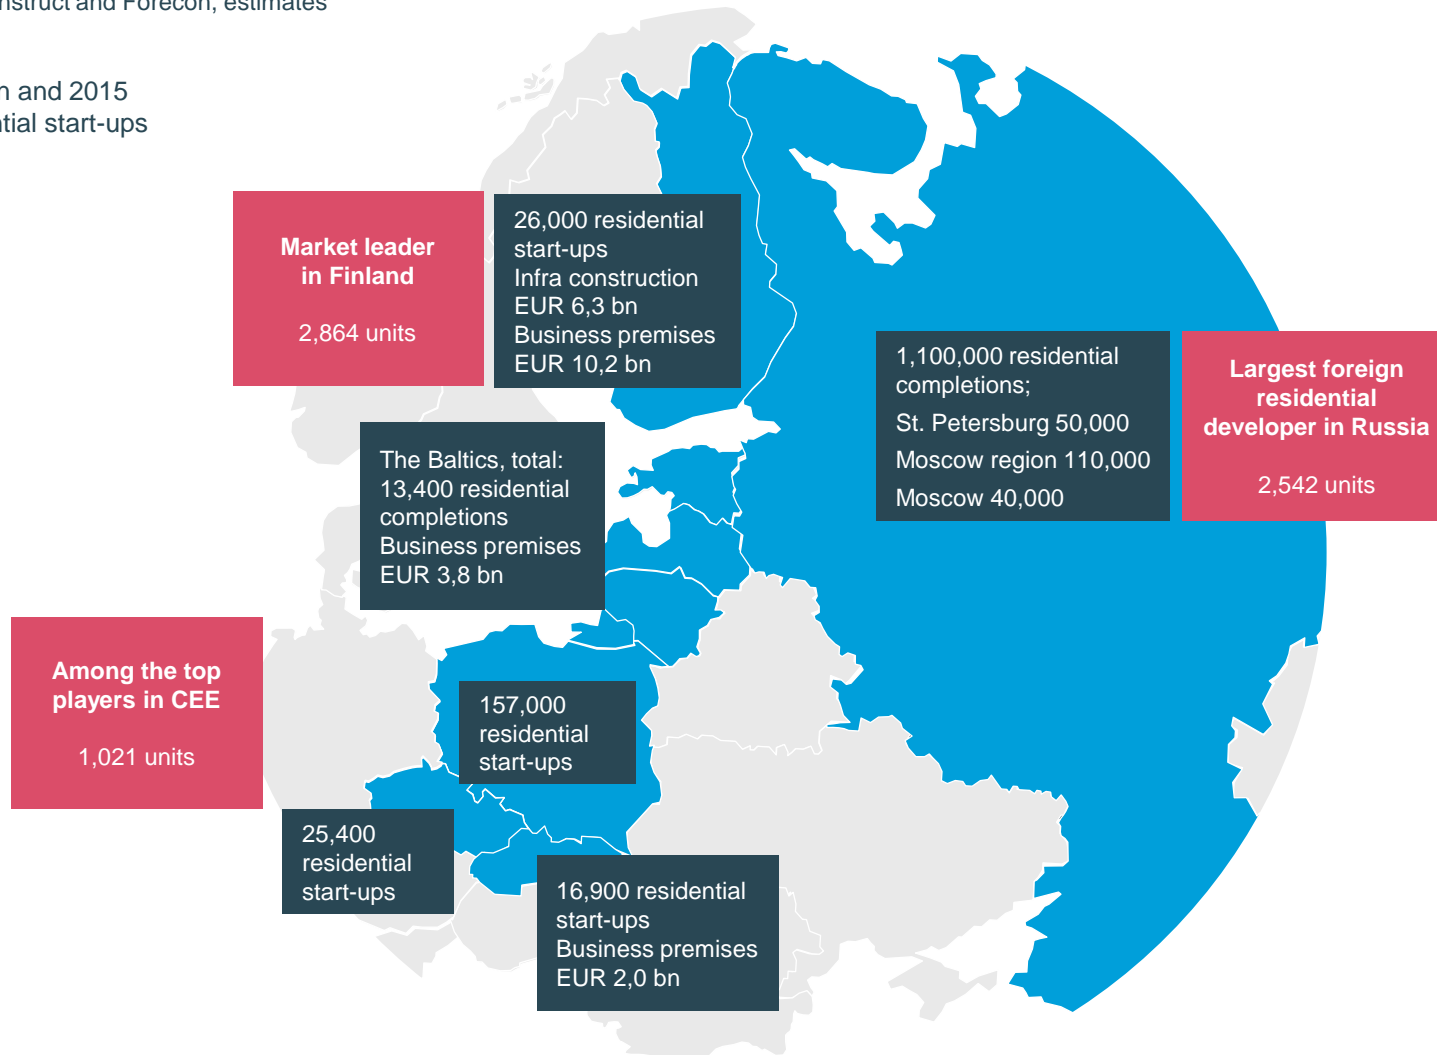 and Forecon, estimates
and 2015
start-ups
Market leader
in Finland
2,864 units
26,000 residential
start-ups
Infra construction
EUR 6,3 bn
Business premises
EUR 10,2 bn
1,100,000 residential
completions;
St. Petersburg 50,000
Moscow region 110,000
Moscow 40,000
Largest foreign
residential
developer in Russia
2,542 units
The Baltics, total:
13,400 residential
completions
Business premises
EUR 3,8 bn
Among the top
players in CEE
1,021 units
157,000
residential
start-ups
25,400
residential
start-ups
16,900 residential
start-ups
Business premises
EUR 2,0 bn